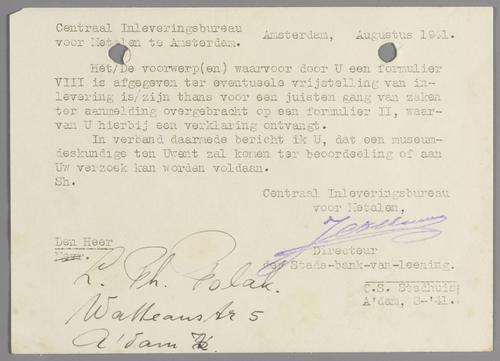 Centraal Inleveringsbureau
voor Metalen te Amsterdam.
Amsterdam, Augustus 1941.
Hét/De voorwerp(en) waarvoor door U een formulier
VIII is afgegeven ter eventueele vrijstelling van in-
levering is/zijn thans voor een juisten gang van zaken
ter aanmelding overgebracht op een formulier II, waar-
van U hierbij een verklaring ontvangt.
In verband daarmede bericht ik U, dat een museum-
deskundige ten Uwent zal komen ter beoordeeling of aan
Uw verzoek kan worden voldaan.
Sh.
Centraal Inleveringsbureau
voor Metalen,
Directeur
der Stads-bank-van-leening.
Den Heer
Mevr.
L. Ph. Polak.
Watteaustr 5
A'dam Z
C.S. Stadhuis
A'dam, 8-'41.